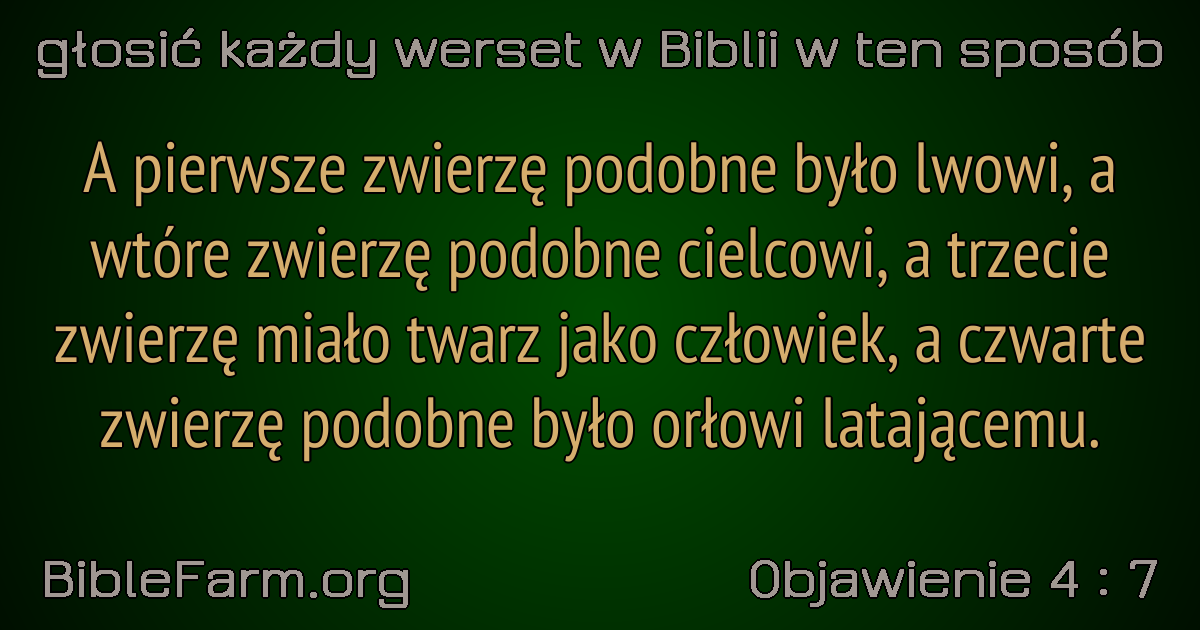 głosić każdy werset w Biblii w ten sposób
A pierwsze zwierzę podobne było lwowi, a
wtóre zwierzę podobne cielcowi, a trzecie
zwierzę miało twarz jako człowiek, a czwarte
zwierzę podobne było orłowi latającemu.
BibleFarm.org
Objawienie 4 : 7